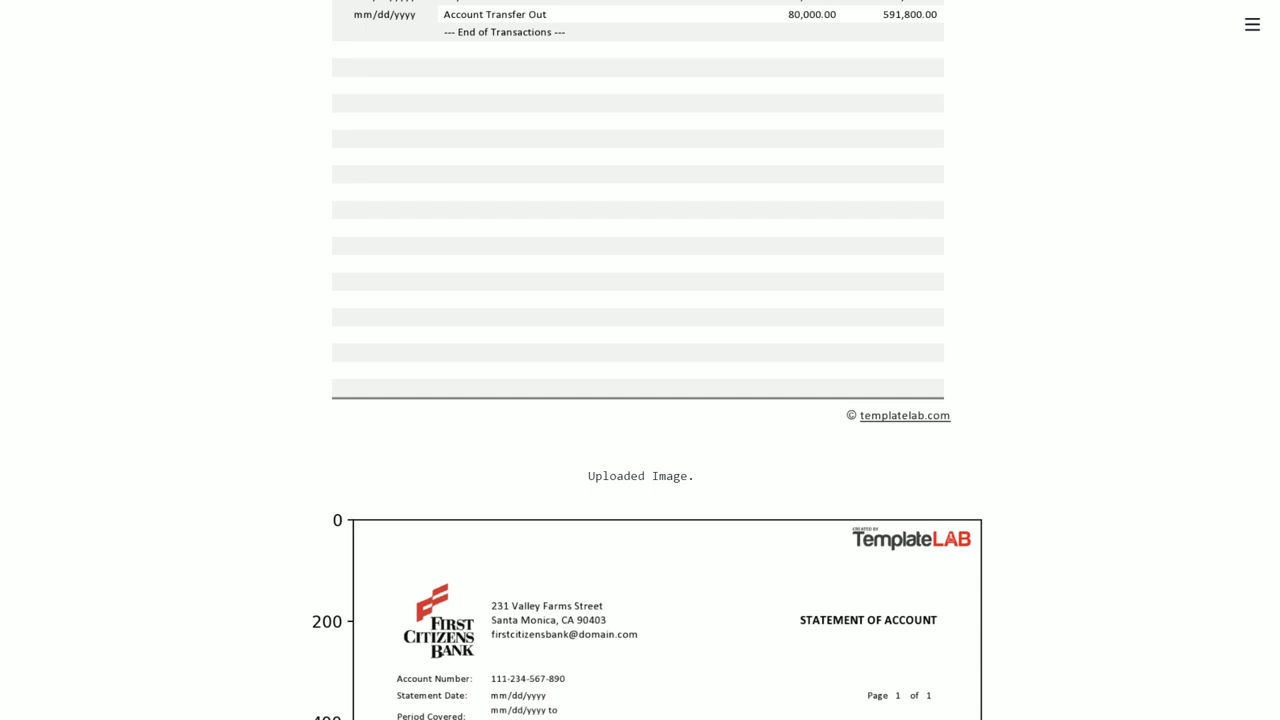 mm/dd/yyyy Account Transfer Out 80,000.00 591,800.00
--- End of Transactions ---
© templatelab.com
Uploaded Image.
0
CREATED BY
TemplateLAB
231 Valley Farms Street
Santa Monica, CA 90403
firstcitizensbank@domain.com
FIRST
CITIZENS
BANK
STATEMENT OF ACCOUNT
200
Account Number: 111-234-567-890
Statement Date: mm/dd/yyyy
Page 1 of 1
mm/dd/yyyy to
Period Covered: